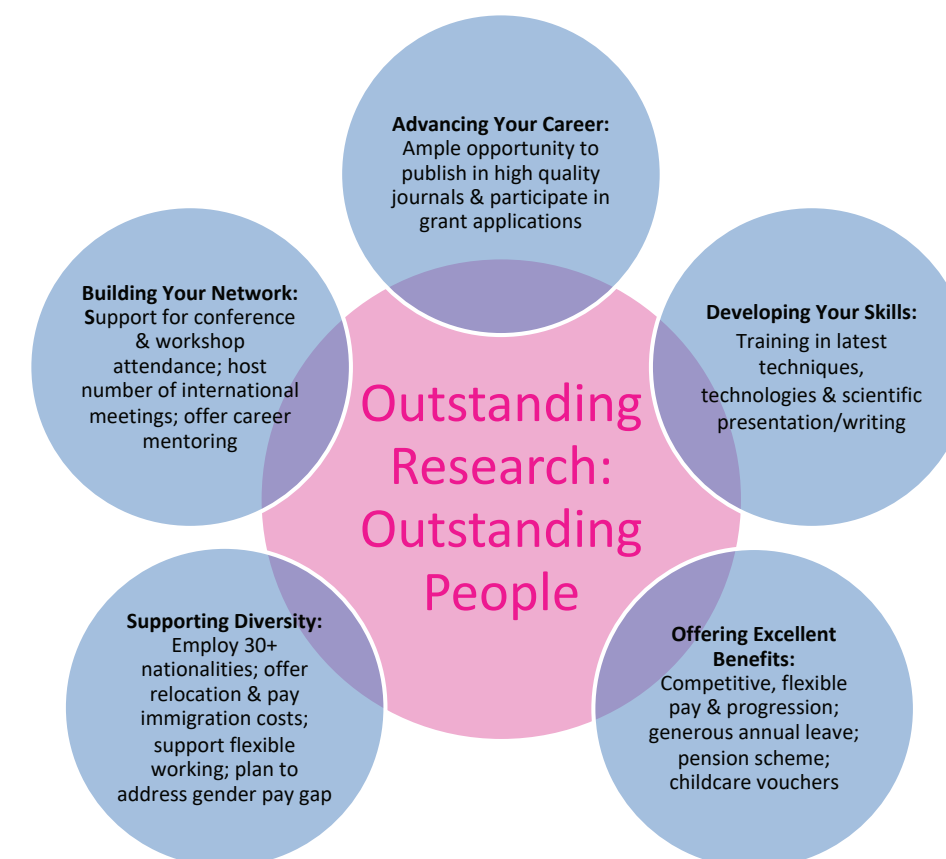 Advancing Your Career:
Ample opportunity to
publish in high quality
journals & participate in
grant applications
Building Your Network:
Support for conference
& workshop
attendance; host
number of international
meetings; offer career
mentoring
Developing Your Skills:
Training in latest
techniques,
technologies & scientific
presentation/writing
Outstanding
Research:
Outstanding
People
Supporting Diversity:
Employ 30+
nationalities; offer
relocation & pay
immigration costs;
support flexible
working; plan to
address gender pay gap
Offering Excellent
Benefits:
Competitive, flexible
pay & progression;
generous annual leave;
pension scheme;
childcare vouchers